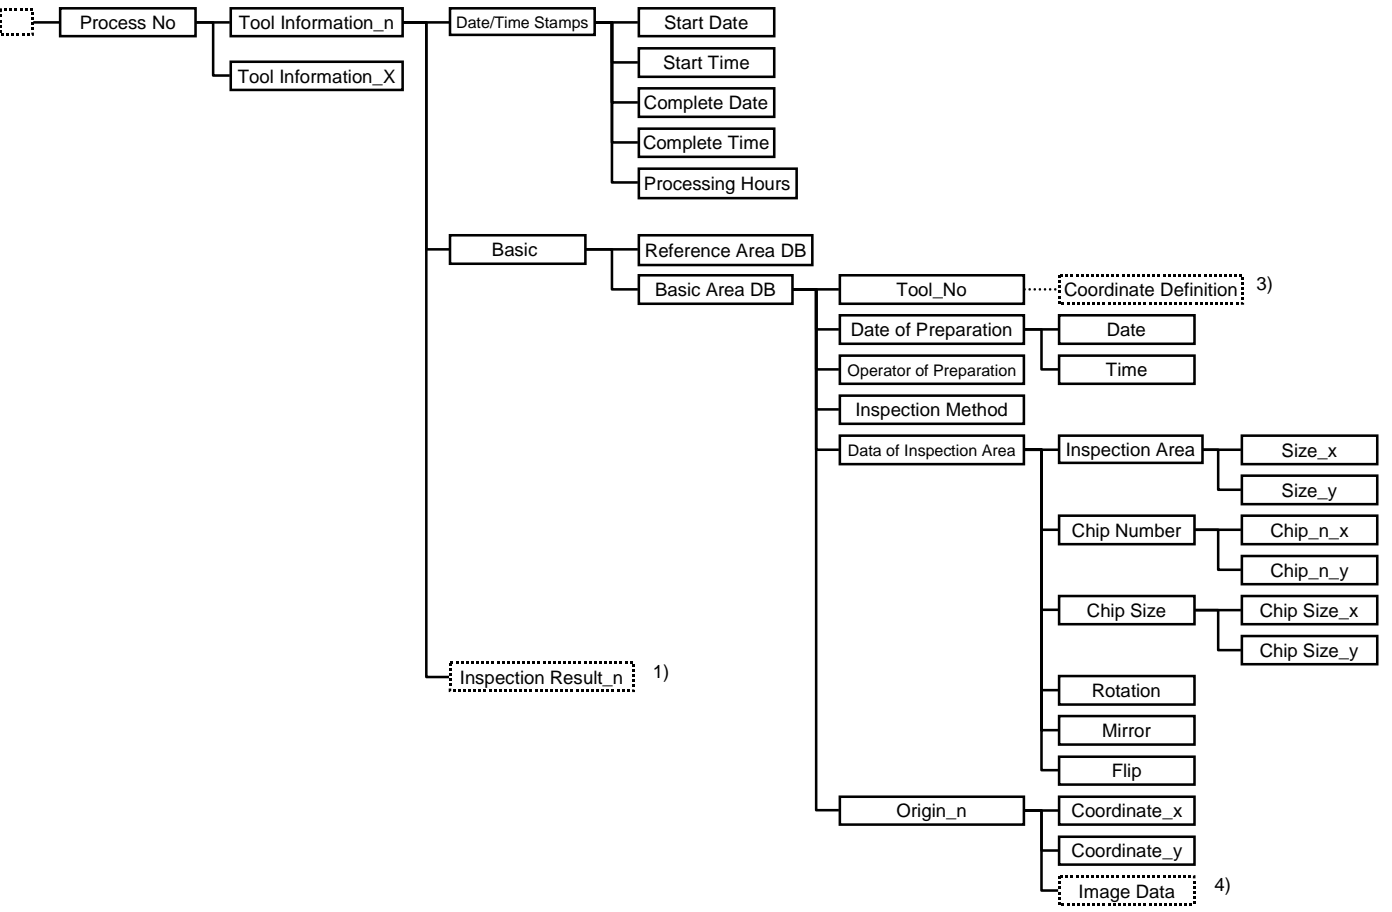 Process No
Tool Information_n
Date/Time Stamps
Start Date
Start Time
Tool Information_X
Complete Date
Complete Time
Processing Hours
Basic
Reference Area DB
Basic Area DB
Tool_No
Coordinate Definition
3)
Date of Preparation
Date
Operator of Preparation
Time
Inspection Method
Data of Inspection Area
Inspection Area
Size_x
Size_y
Chip Number
Chip_n_x
Chip_n_y
Chip Size
Chip Size_x
Chip Size_y
Inspection Result_n
1)
Rotation
Mirror
Flip
Origin_n
Coordinate_x
Coordinate_y
Image Data
4)